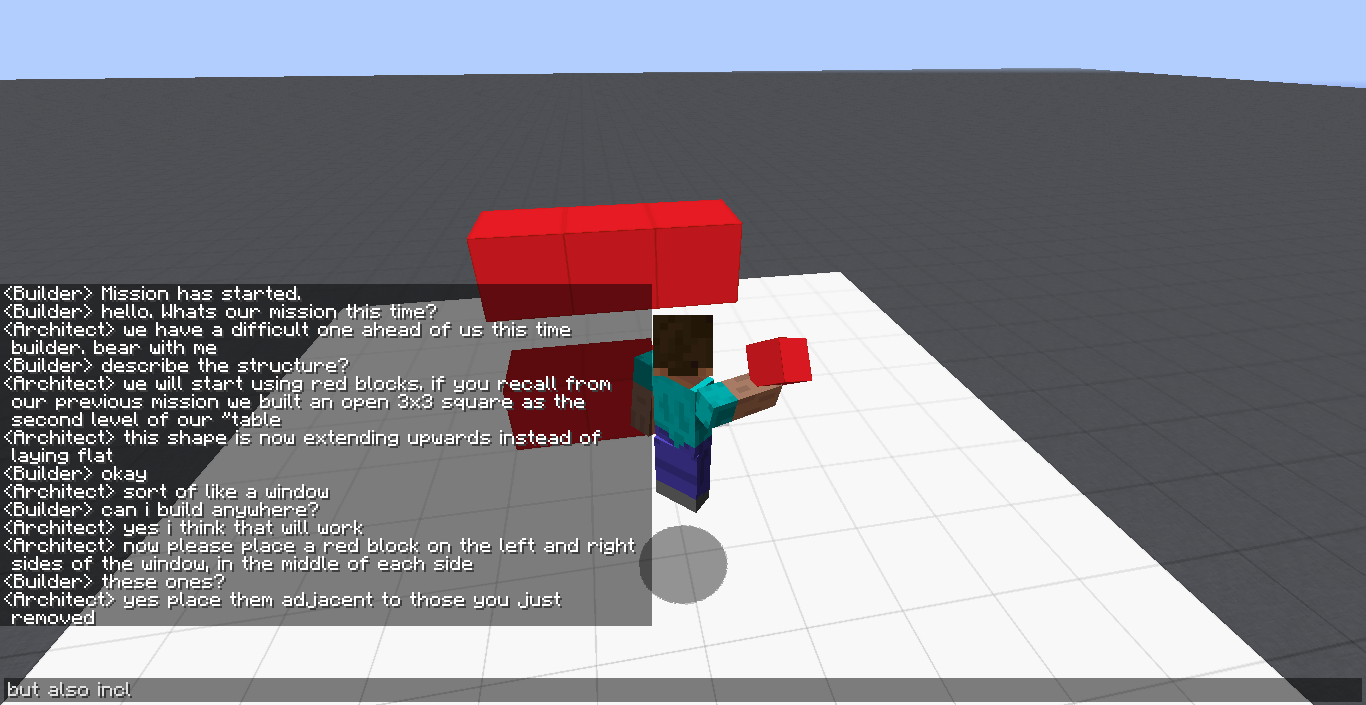 <Builder> Mission has started.
<Builder> hello. Whats our mission this time?
<Architect> we have a difficult one ahead of us this time
builder. bear with me
<Builder> describe the structure?
<Architect> we will start using red blocks. if you recall from
our previous mission we built an open 3x3 square as the
second level of our "table
<Architect> this shape is now extending upwards instead of
laying flat
<Builder> okay
<Architect> sort of like a window
<Builder> can i build anywhere?
<Architect> yes i think that will work
<Architect> now please place a red block on the left and right
sides of the window, in the middle of each side
<Builder> these ones?
<Architect> yes place them adjacent to those you just
removed
but also incl